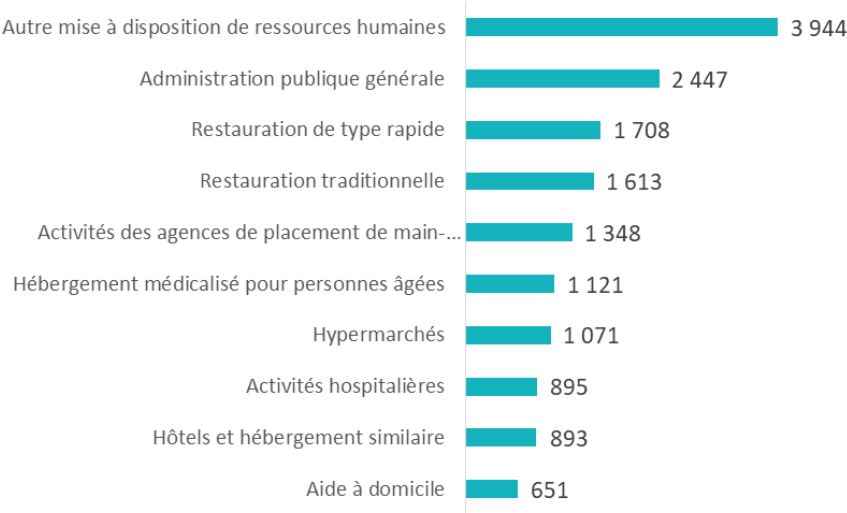 Autre mise à disposition de ressources humaines 3 944
Administration publique générale 2 447
Restauration de type rapide 1 708
Restauration traditionnelle 1 613
Activités des agences de placement de main-... 1 348
Hébergement médicalisé pour personnes âgées 1 121
Hypermarchés 1 071
Activités hospitalières 895
Hôtels et hébergement similaire 893
Aide à domicile 651